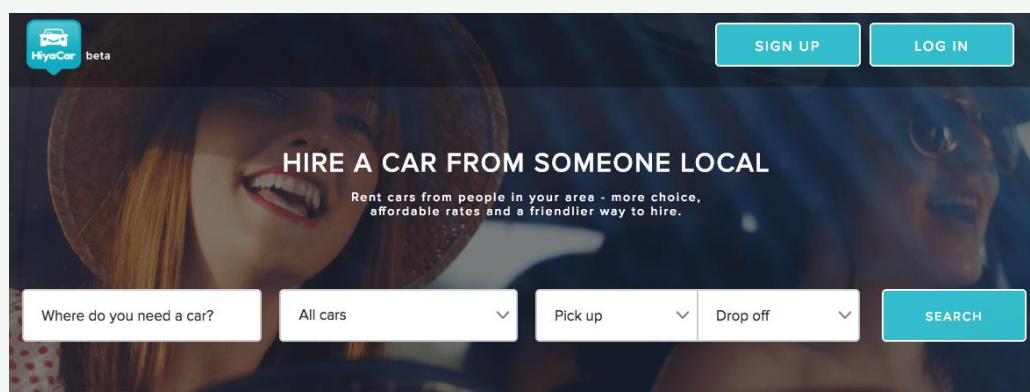 HiyaCar
beta
SIGN UP
LOG IN
HIRE A CAR FROM SOMEONE LOCAL
Rent cars from people in your area - more choice,
affordable rates and a friendlier way to hire.
Where do you need a car?
All cars
Pick up
Drop off
SEARCH